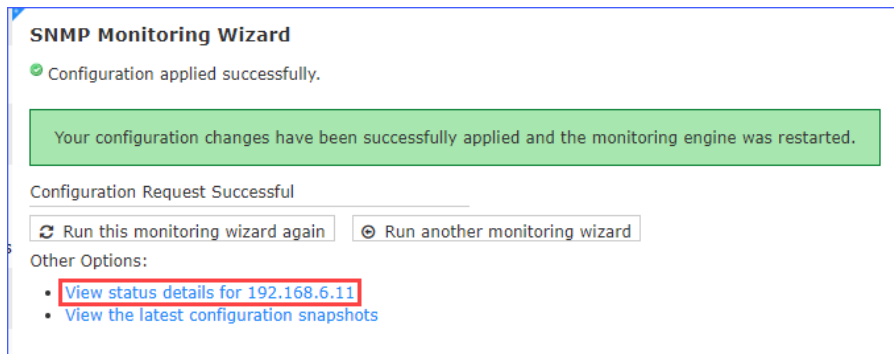 SNMP Monitoring Wizard
Configuration applied successfully.
Your configuration changes have been successfully applied and the monitoring engine was restarted.
Configuration Request Successful
Run this monitoring wizard again Run another monitoring wizard
s
Other Options:
• View status details for 192.168.6.11
• View the latest configuration snapshots